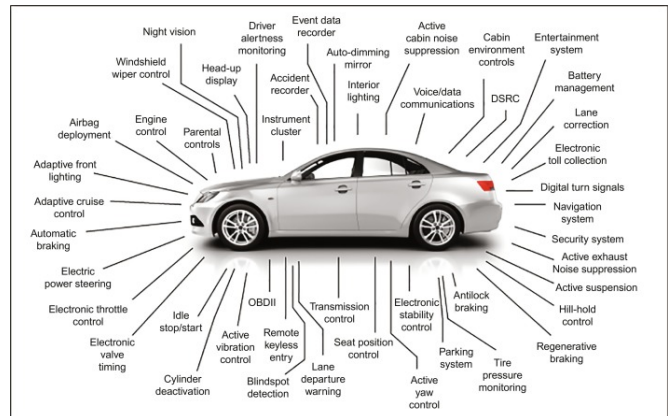 Night vision
Driver
alertness
monitoring
Event data
recorder
Active
cabin noise
suppression
Cabin
environment
controls
Entertainment
system
Windshield
wiper control
Head-up
display
Accident
recorder
Auto-dimming
mirror
Interior
lighting
Voice/data
communications
DSRC
Battery
management
Lane
correction
Airbag
deployment
Engine
control
Parental
controls
Instrument
cluster
Electronic
toll collection
Adaptive front
lighting
Digital turn signals
Adaptive cruise
control
Navigation
system
Automatic
braking
Security system
Electric
power steering
Active exhaust
Noise suppression
Active suspension
Electronic throttle
control
Idle
stop/start
OBDII
Transmission
control
Electronic
stability
control
Antilock
braking
Hill-hold
control
Electronic
valve
timing
Active
vibration
control
Remote
keyless
entry
Seat position
control
Parking
system
Regenerative
braking
Cylinder
deactivation
Blindspot
detection
Lane
departure
warning
Active
yaw control
Tire
pressure
monitoring